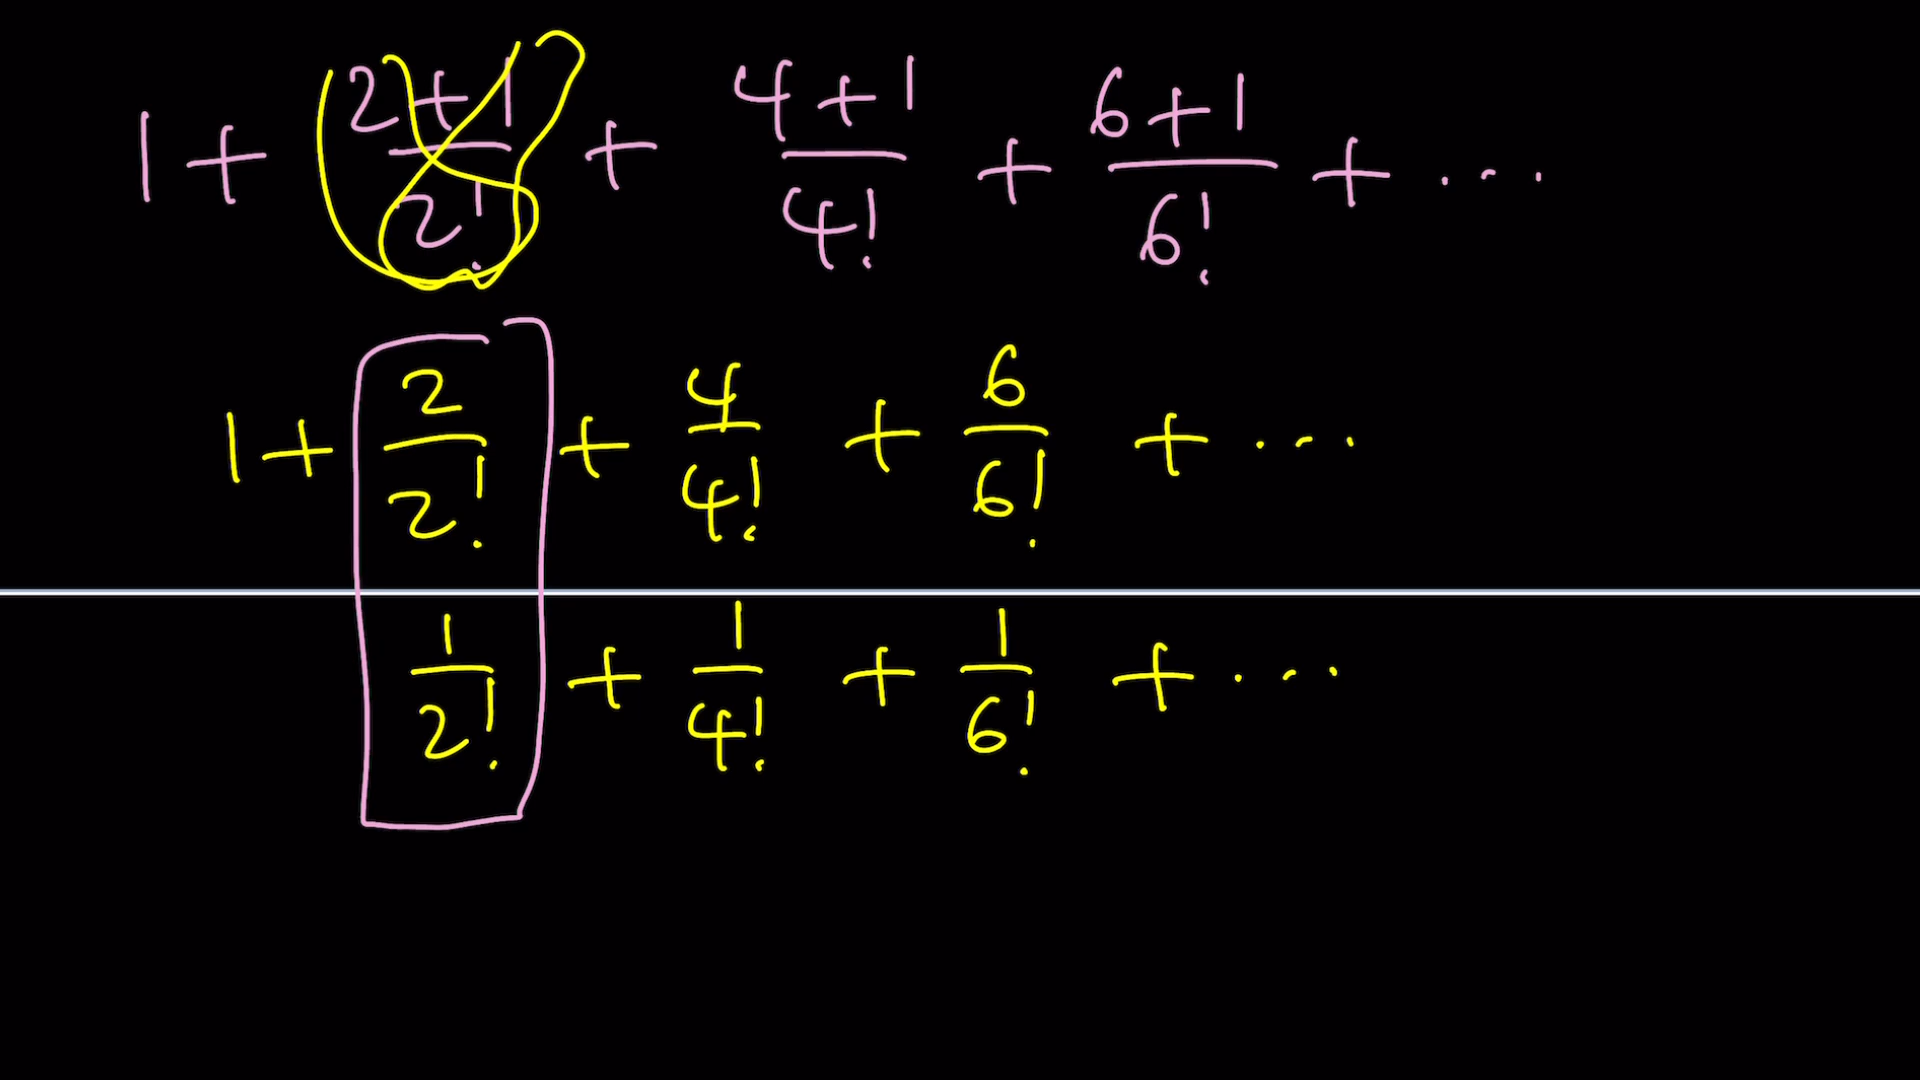 1 + (2+1)/2! + (4+1)/4! + (6+1)/6! + ...
1 + 2/2! + 4/4! + 6/6! + ...
1/2! + 1/4! + 1/6! + ...